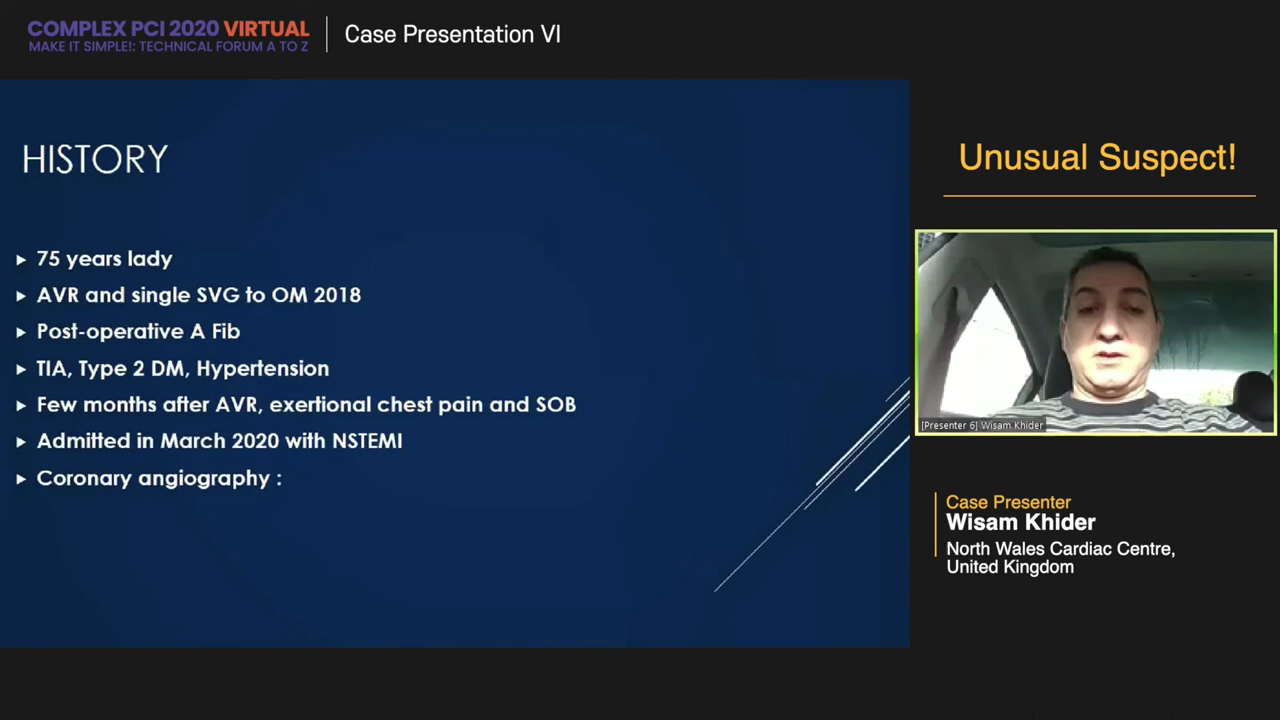 COMPLEX PCI 2020 VIRTUAL
MAKE IT SIMPLE!: TECHNICAL FORUM A TO Z
Case Presentation VI
HISTORY
75 years lady
AVR and single SVG to OM 2018
Post-operative A Fib
TIA, Type 2 DM, Hypertension
Few months after AVR, exertional chest pain and SOB
Admitted in March 2020 with NSTEMI
Coronary angiography :
Unusual Suspect!
[Presenter 6] Wisam Khider
Case Presenter
Wisam Khider
North Wales Cardiac Centre,
United Kingdom